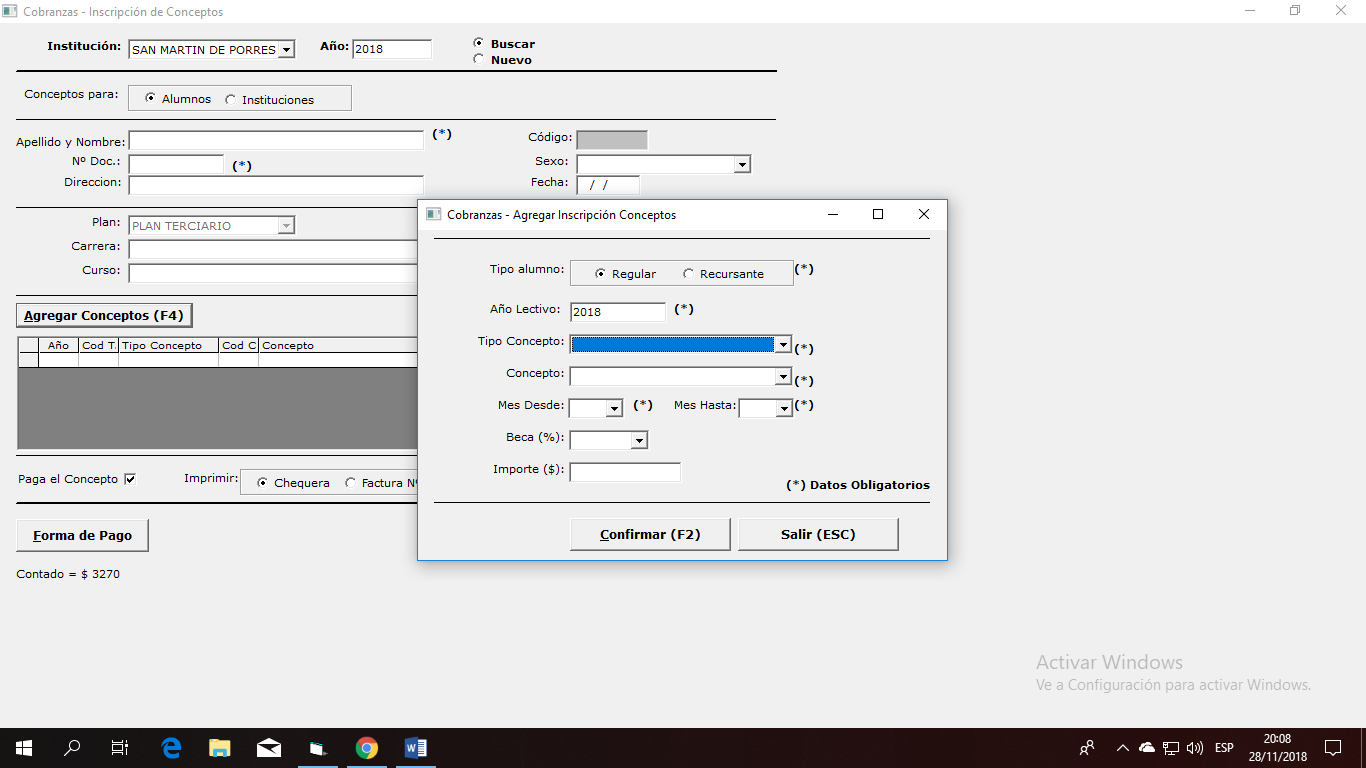 Cobranzas - Inscripción de Conceptos
Institución: SAN MARTIN DE PORRES Año: 2018 Buscar
Nuevo
Conceptos para: Alumnos Instituciones
Apellido y Nombre: (*) Código:
Nº Doc.: (*) Sexo:
Direccion: Fecha: / /
Plan: PLAN TERCIARIO
Carrera:
Curso:
Agregar Conceptos (F4)
Año Cod T. Tipo Concepto Cod C Concepto
Paga el Concepto Imprimir: Chequera Factura Nº
Forma de Pago
Contado = $ 3270
Cobranzas - Agregar Inscripción Conceptos
Tipo alumno: Regular Recursante (*)
Año Lectivo: 2018 (*)
Tipo Concepto: (*)
Concepto: (*)
Mes Desde: (*) Mes Hasta: (*)
Beca (%):
Importe ($):
(*) Datos Obligatorios
Confirmar (F2) Salir (ESC)
Activar Windows
Ve a Configuración para activar Windows.
ESP 20:08
28/11/2018